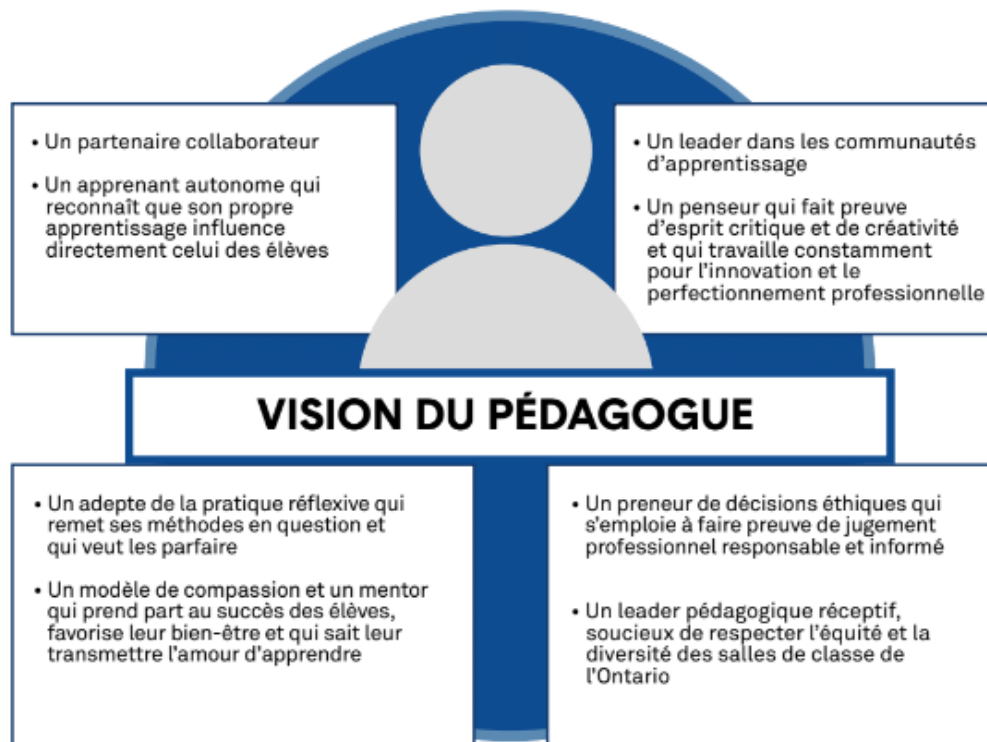 • Un partenaire collaborateur
• Un apprenant autonome qui
reconnaît que son propre
apprentissage influence
directement celui des élèves
• Un leader dans les communautés
d'apprentissage
• Un penseur qui fait preuve
d'esprit critique et de créativité
et qui travaille constamment
pour l'innovation et le
perfectionnement professionnelle
VISION DU PÉDAGOGUE
• Un adepte de la pratique réflexive qui
remet ses méthodes en question et
qui veut les parfaire
• Un modèle de compassion et un mentor
qui prend part au succès des élèves,
favorise leur bien-être et qui sait leur
transmettre l'amour d'apprendre
• Un preneur de décisions éthiques qui
s'emploie à faire preuve de jugement
professionnel responsable et informé
• Un leader pédagogique réceptif,
soucieux de respecter l'équité et la
diversité des salles de classe de
l'Ontario